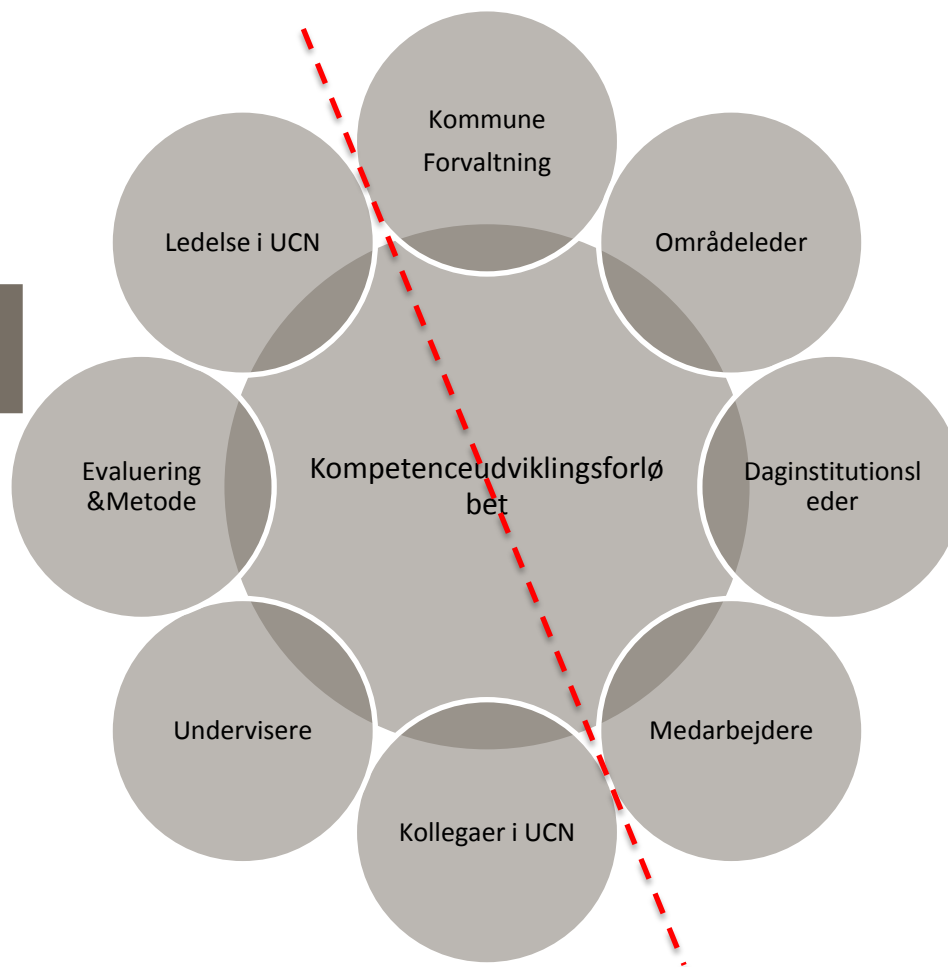 Kommune
Forvaltning
Ledelse i UCN
Områdeleder
Evaluering
&Metode
Kompetenceudviklingsforlø
bet
Daginstitutionsl
eder
Undervisere
Medarbejdere
Kollegaer i UCN